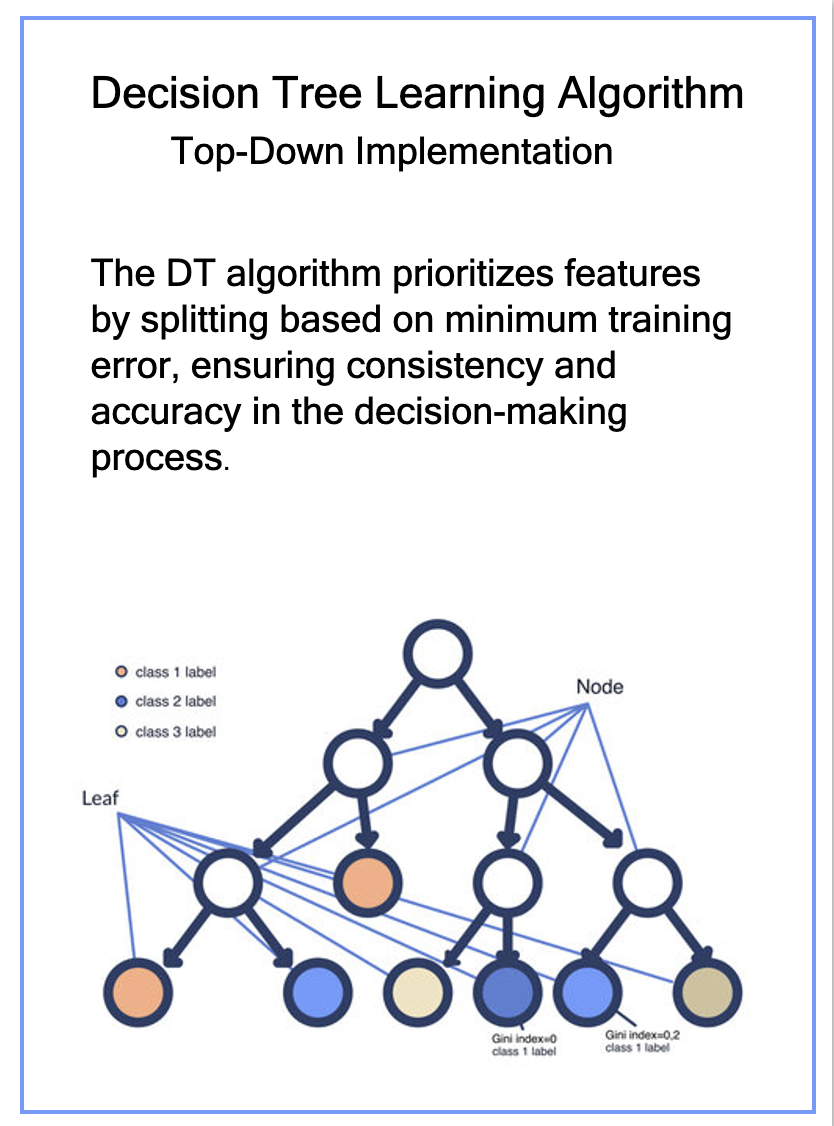 Decision Tree Learning Algorithm
Top-Down Implementation
The DT algorithm prioritizes features
by splitting based on minimum training
error, ensuring consistency and
accuracy in the decision-making
process.
class 1 label
class 2 label
class 3 label
Node
Leaf
Gini index=0
class 1 label
Gini index=0,2
class 1 label